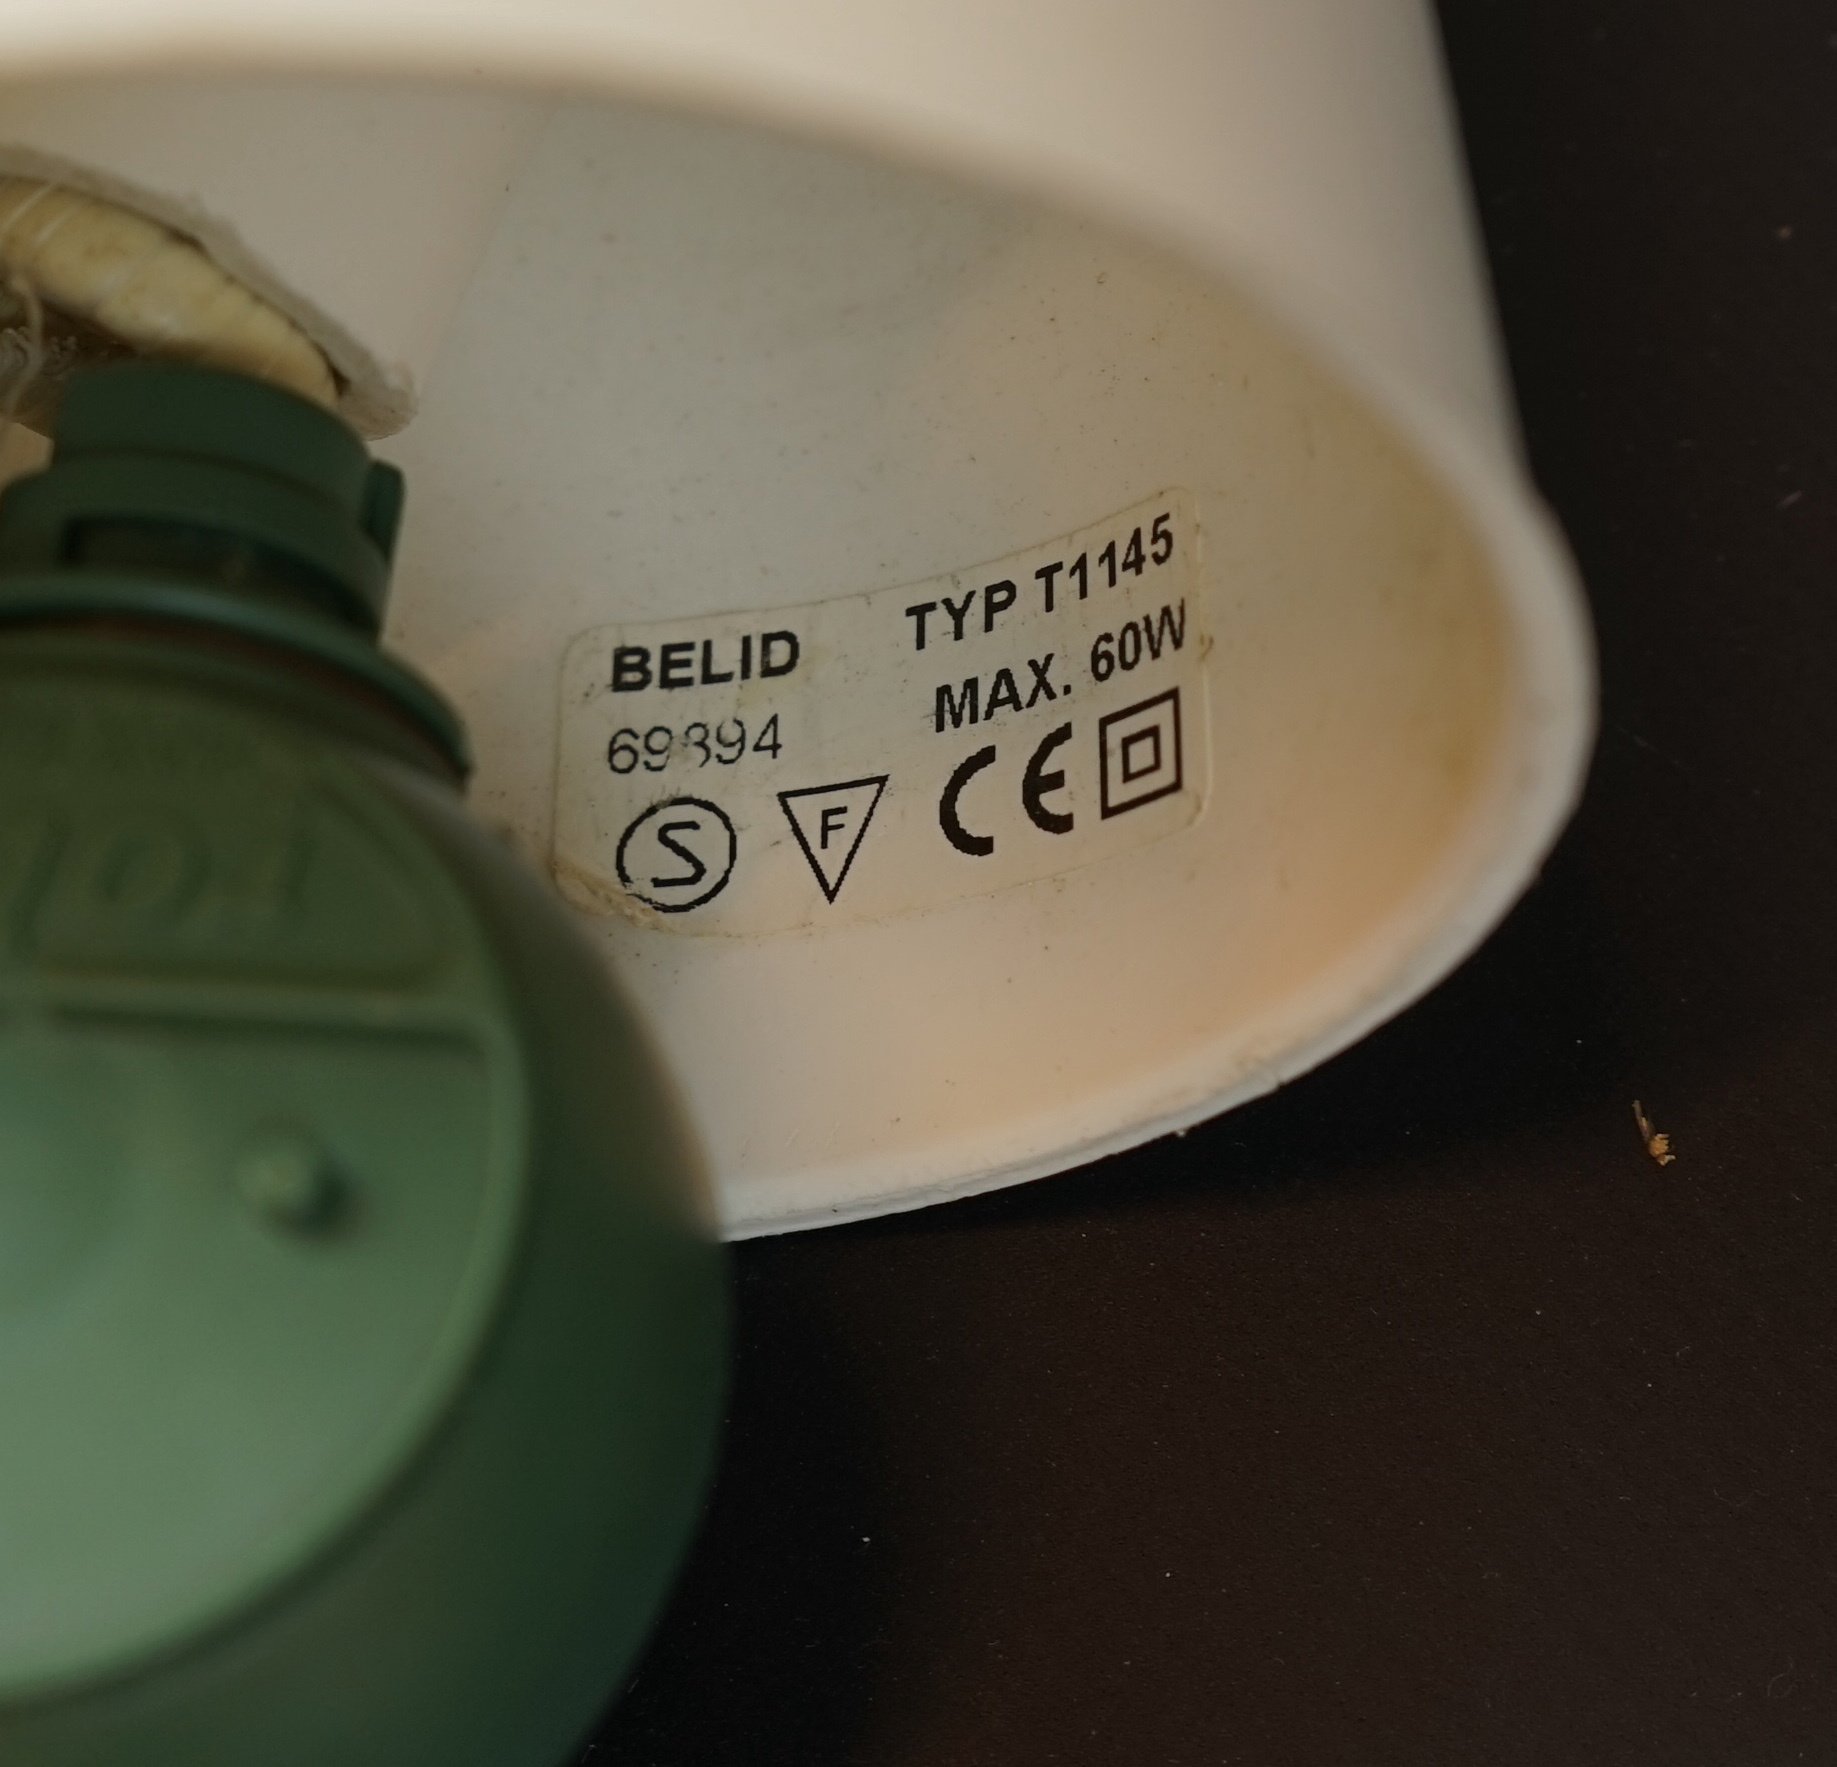 BELID TYP T1145
MAX. 60W
69894
S F CE